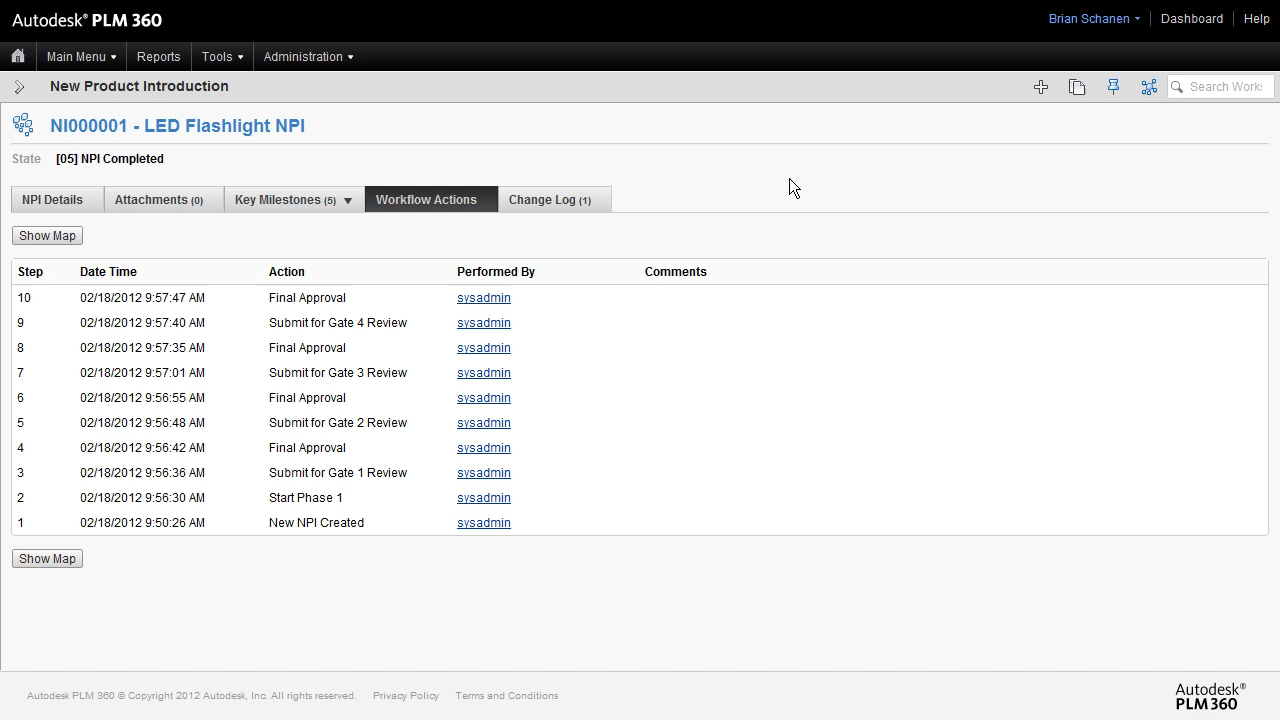 Autodesk® PLM 360
Brian Schanen Dashboard Help
Main Menu Reports Tools Administration
New Product Introduction
Search Works
NI000001 - LED Flashlight NPI
State [05] NPI Completed
NPI Details Attachments (0) Key Milestones (5) Workflow Actions Change Log (1)
Show Map
Step Date Time Action Performed By Comments
10 02/18/2012 9:57:47 AM Final Approval sysadmin
9 02/18/2012 9:57:40 AM Submit for Gate 4 Review sysadmin
8 02/18/2012 9:57:35 AM Final Approval sysadmin
7 02/18/2012 9:57:01 AM Submit for Gate 3 Review sysadmin
6 02/18/2012 9:56:55 AM Final Approval sysadmin
5 02/18/2012 9:56:48 AM Submit for Gate 2 Review sysadmin
4 02/18/2012 9:56:42 AM Final Approval sysadmin
3 02/18/2012 9:56:36 AM Submit for Gate 1 Review sysadmin
2 02/18/2012 9:56:30 AM Start Phase 1 sysadmin
1 02/18/2012 9:50:26 AM New NPI Created sysadmin
Show Map
Autodesk PLM 360 © Copyright 2012 Autodesk, Inc. All rights reserved. Privacy Policy Terms and Conditions
Autodesk®
PLM 360